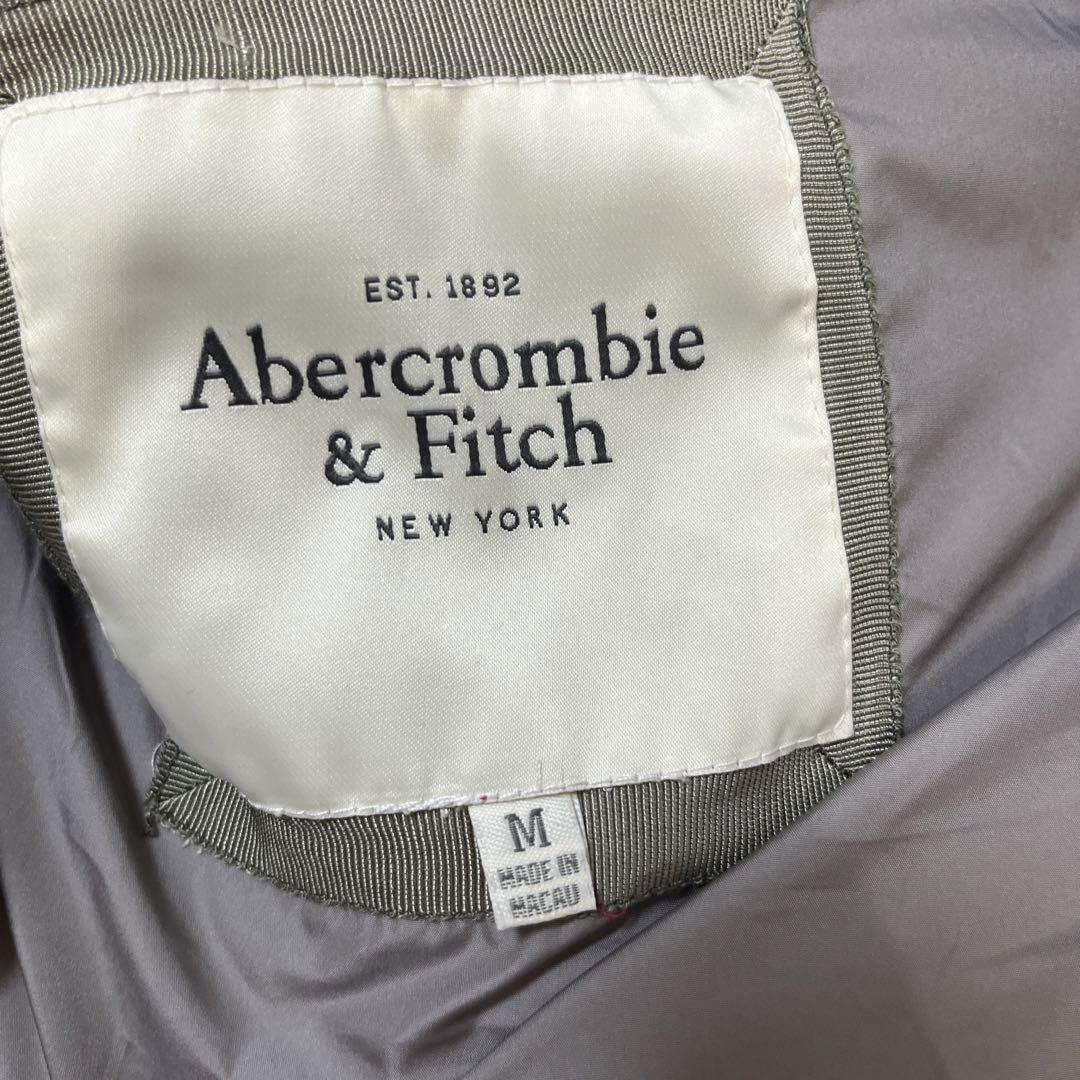 EST. 1892
Abercrombie
& Fitch
NEW YORK
M
MADE IN
MACAU